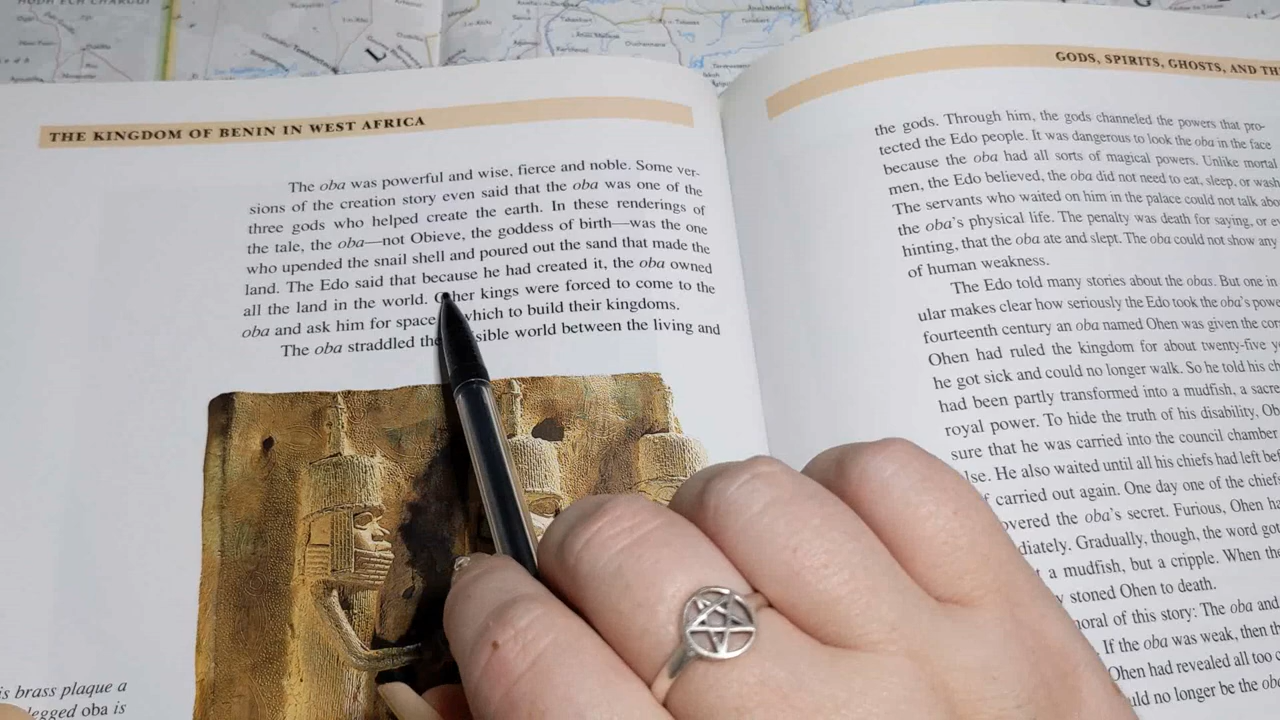 THE KINGDOM OF BENIN IN WEST AFRICA
The oba was powerful and wise, fierce and noble. Some ver-
sions of the creation story even said that the oba was one of the
three gods who helped create the earth. In these renderings of
the tale, the oba—not Obieve, the goddess of birth—was the one
who upended the snail shell and poured out the sand that made the
land. The Edo said that because he had created it, the oba owned
all the land in the world. Other kings were forced to come to the
oba and ask him for space which to build their kingdoms.
The oba straddled the world between the living and
is brass plaque a
legged oba is
GODS, SPIRITS, GHOSTS, AND TH
the gods. Through him, the gods channeled the powers that pro-
tected the Edo people. It was dangerous to look the oba in the face
because the oba had all sorts of magical powers. Unlike mortal
men, the Edo believed, the oba did not need to eat, sleep, or wash
The servants who waited on him in the palace could not talk abo
the oba's physical life. The penalty was death for saying, or e
hinting, that the oba ate and slept. The oba could not show any
of human weakness.
The Edo told many stories about the obas. But one in
ular makes clear how seriously the Edo took the oba's powe
fourteenth century an oba named Ohen was given the con
Ohen had ruled the kingdom for about twenty-five y
he got sick and could no longer walk. So he told his ch
had been partly transformed into a mudfish, a sacre
royal power. To hide the truth of his disability, Oh
sure that he was carried into the council chamber
lse. He also waited until all his chiefs had left bef
carried out again. One day one of the chiefs
overed the oba's secret. Furious, Ohen ha
diately. Gradually, though, the word go
a mudfish, but a cripple. When th
stoned Ohen to death.
moral of this story: The oba and
If the oba was weak, then th
Ohen had revealed all too c
uld no longer be the oba